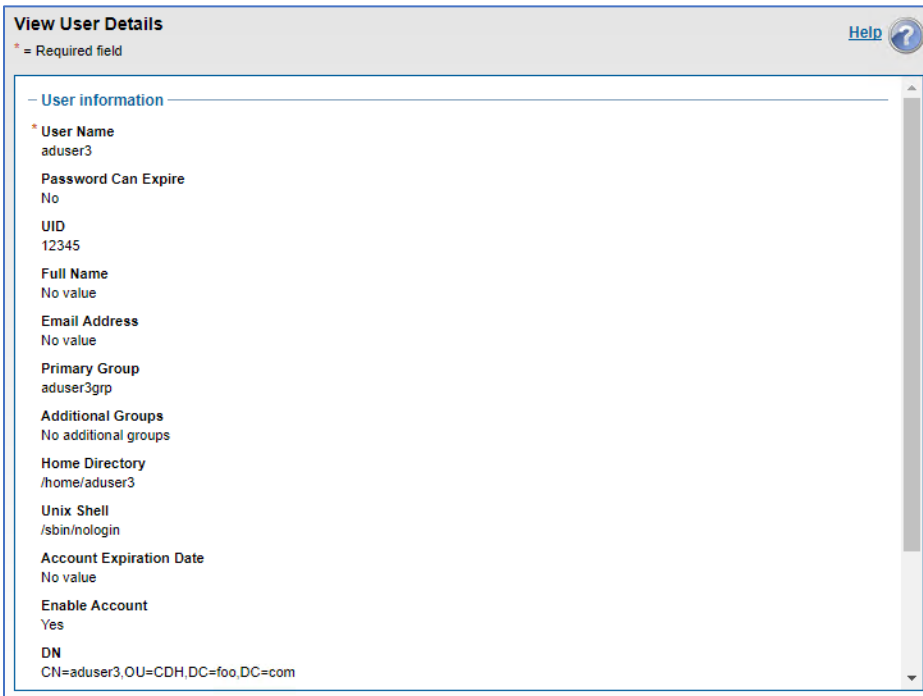 View User Details
Help
* = Required field
User information
* User Name
aduser3
Password Can Expire
No
UID
12345
Full Name
No value
Email Address
No value
Primary Group
aduser3grp
Additional Groups
No additional groups
Home Directory
/home/aduser3
Unix Shell
/sbin/nologin
Account Expiration Date
No value
Enable Account
Yes
DN
CN=aduser3,OU=CDH,DC=foo,DC=com